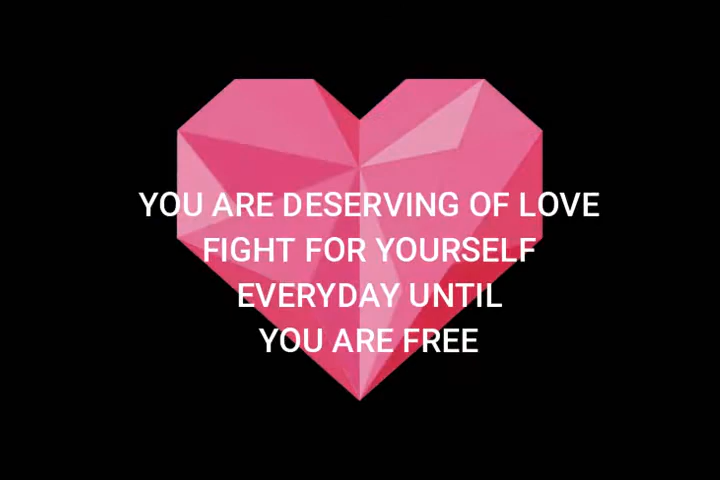 YOU ARE DESERVING OF LOVE
FIGHT FOR YOURSELF
EVERYDAY UNTIL
YOU ARE FREE